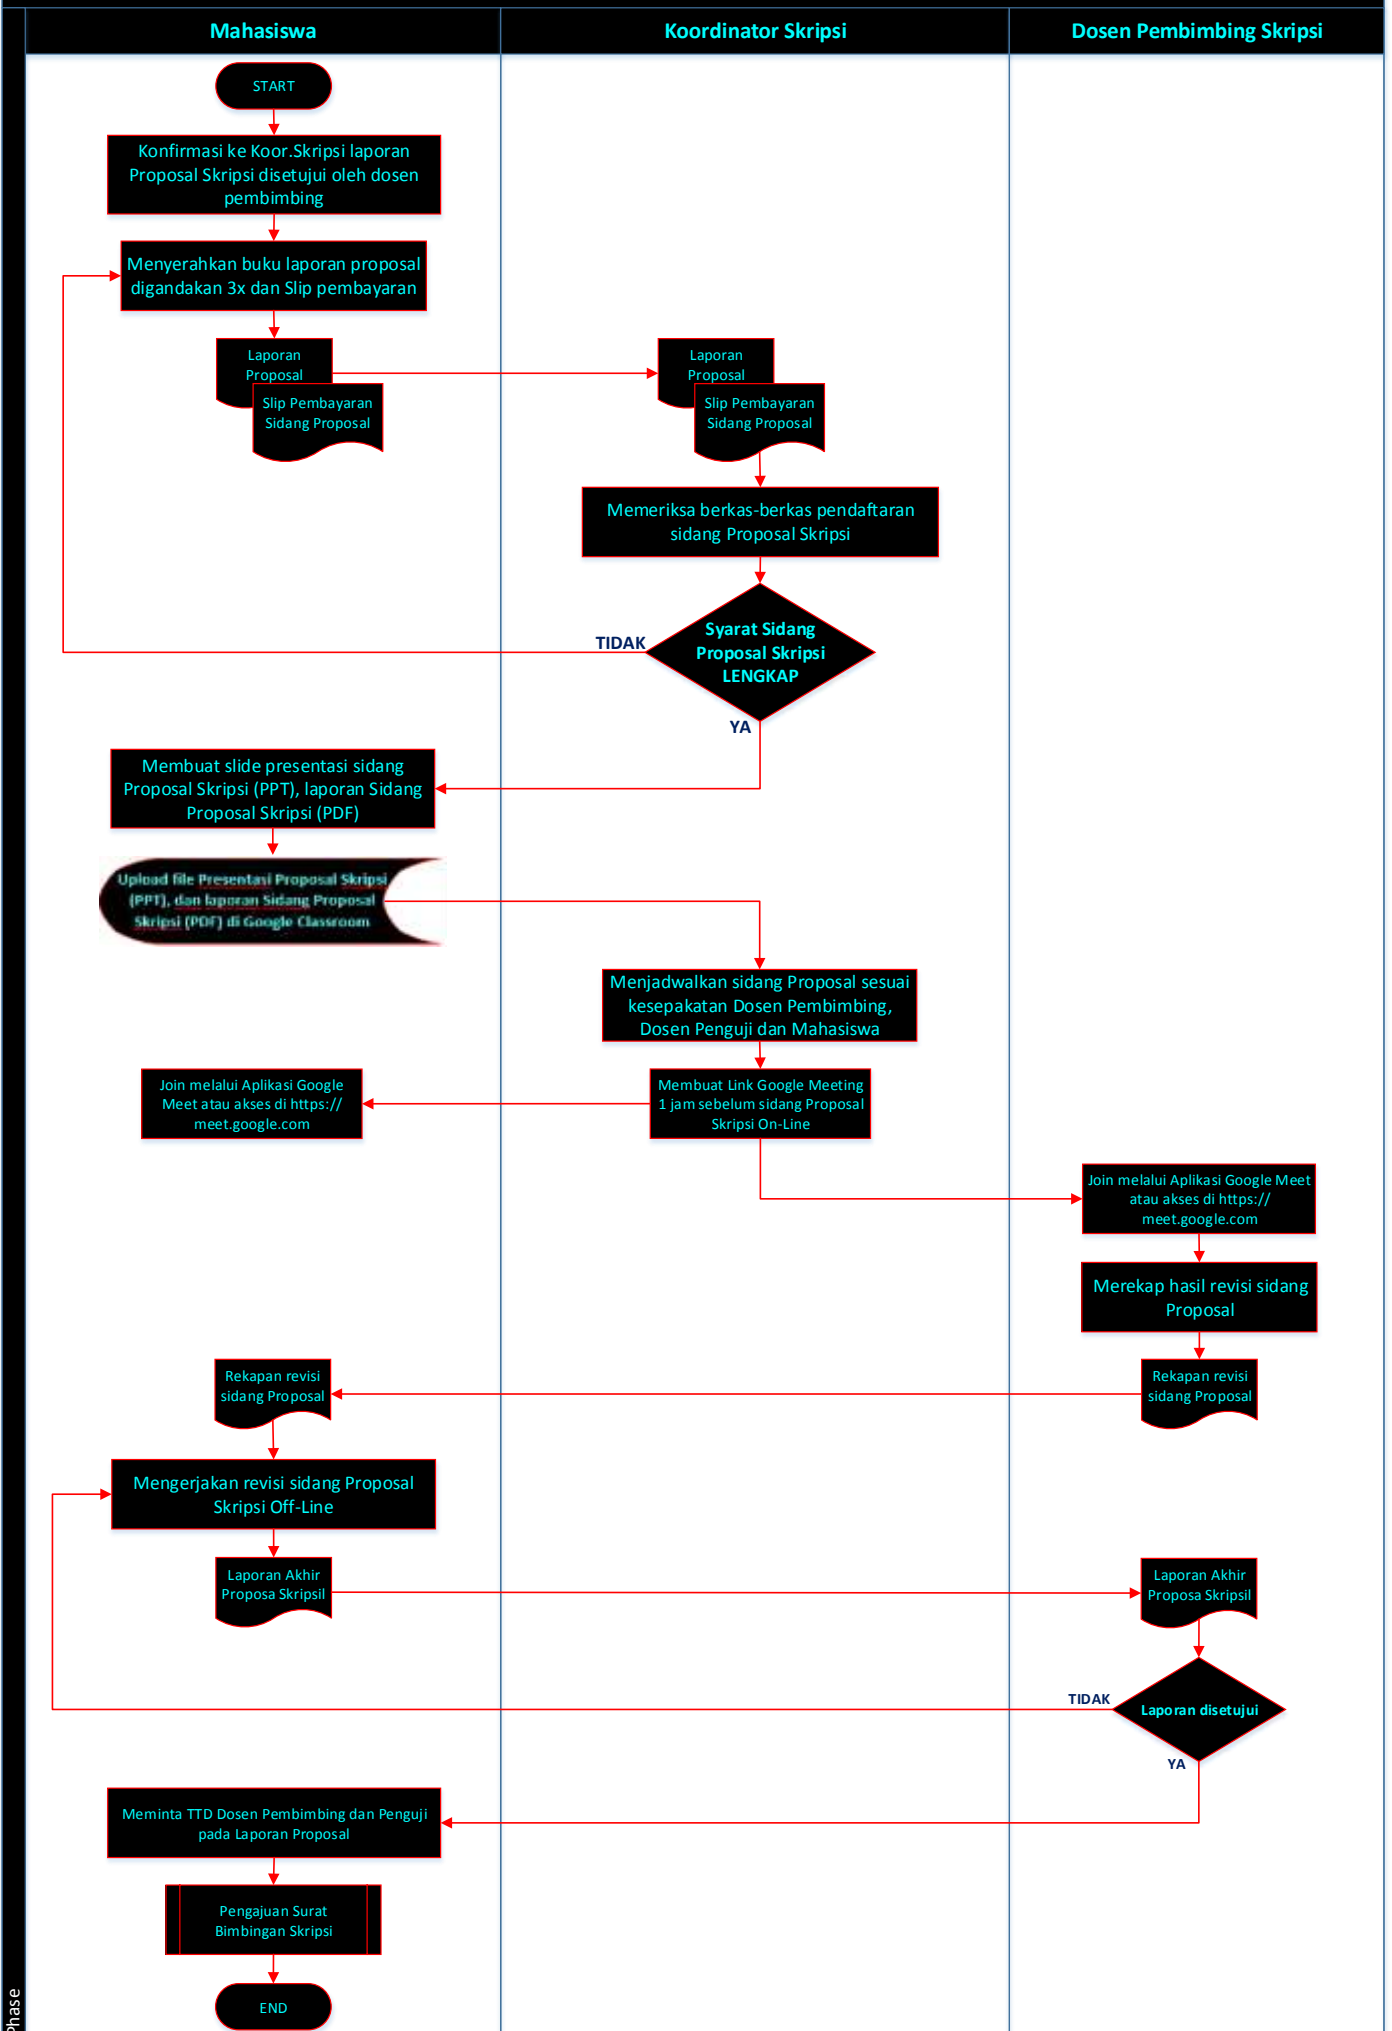 Mahasiswa
Koordinator Skripsi
Dosen Pembimbing Skripsi
START
Konfirmasi ke Koor.Skripsi laporan
Proposal Skripsi disetujui oleh dosen
pembimbing
Menyerahkan buku laporan proposal
digandakan 3x dan Slip pembayaran
Laporan
Proposal
Slip Pembayaran
Sidang Proposal
Laporan
Proposal
Slip Pembayaran
Sidang Proposal
Memeriksa berkas-berkas pendaftaran
sidang Proposal Skripsi
Syarat Sidang
Proposal Skripsi
LENGKAP
TIDAK
YA
Membuat slide presentasi sidang
Proposal Skripsi (PPT), laporan Sidang
Proposal Skripsi (PDF)
Upload file Presentasi Proposal Skripsi
(PPT), dan laporan Sidang Proposal
Skripsi (PDF) di Google Classroom
Menjadwalkan sidang Proposal sesuai
kesepakatan Dosen Pembimbing,
Dosen Penguji dan Mahasiswa
Join melalui Aplikasi Google
Meet atau akses di https://
meet.google.com
Membuat Link Google Meeting
1 jam sebelum sidang Proposal
Skripsi On-Line
Join melalui Aplikasi Google Meet
atau akses di https://
meet.google.com
Merekap hasil revisi sidang
Proposal
Rekapan revisi
sidang Proposal
Rekapan revisi
sidang Proposal
Mengerjakan revisi sidang Proposal
Skripsi Off-Line
Laporan Akhir
Proposa Skripsil
Laporan Akhir
Proposa Skripsil
TIDAK
Laporan disetujui
YA
Meminta TTD Dosen Pembimbing dan Penguji
pada Laporan Proposal
Pengajuan Surat
Bimbingan Skripsi
END
Phase